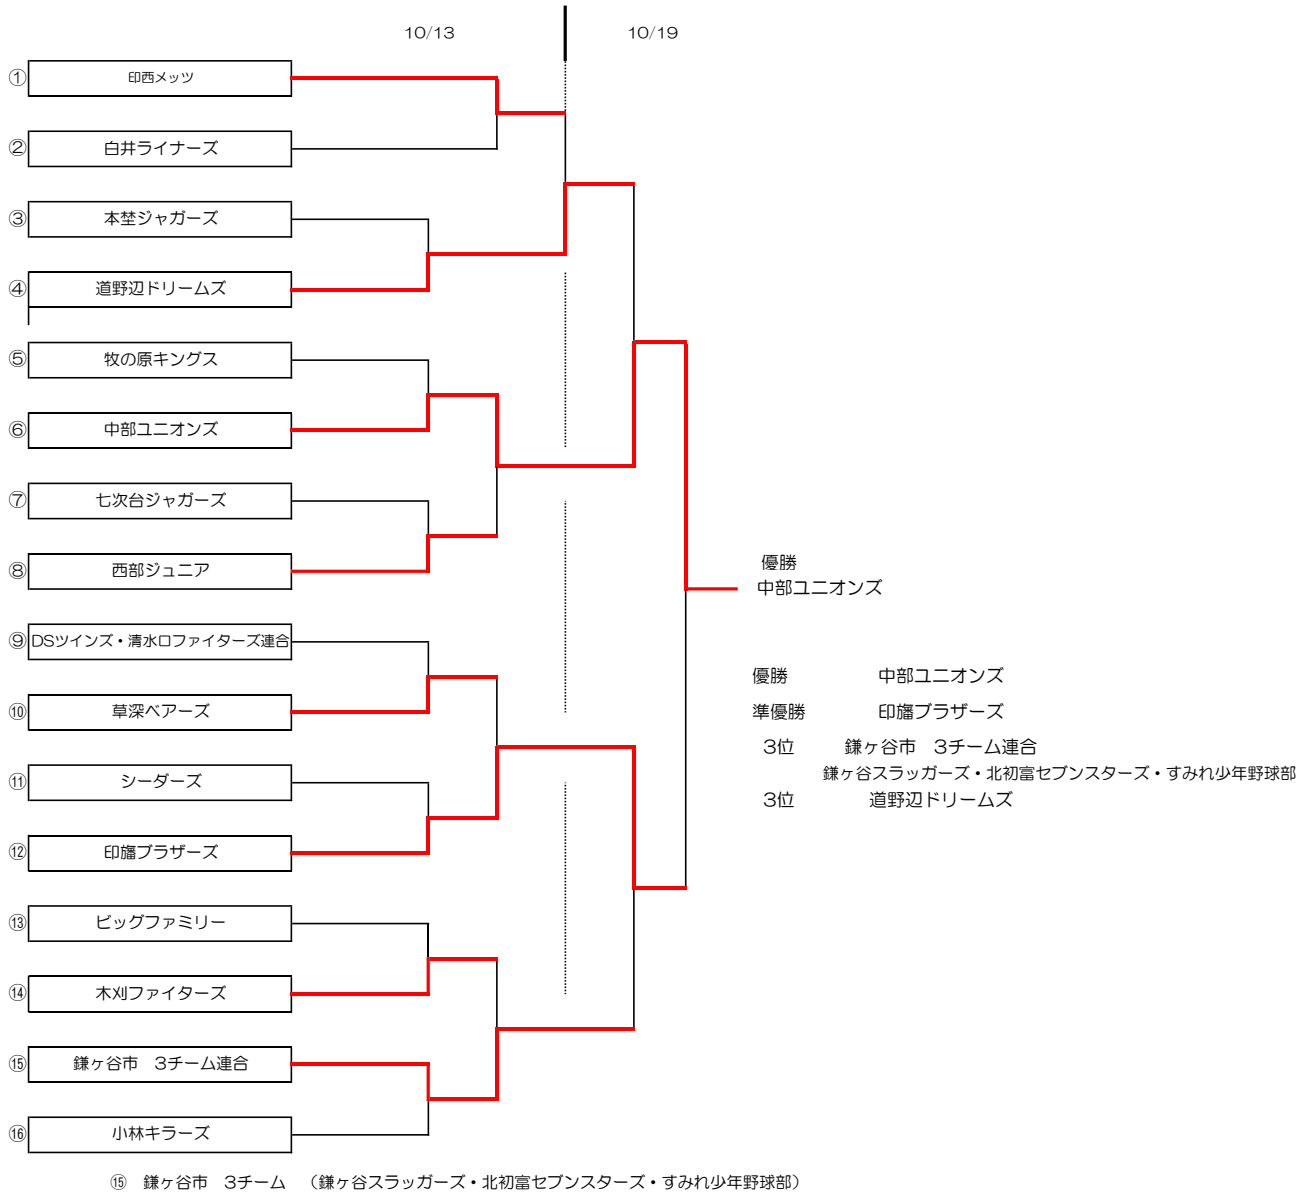 10/13 10/19
① 印西メッツ
② 白井ライナーズ
③ 本埜ジャガーズ
④ 道野辺ドリームズ
⑤ 牧の原キングス
⑥ 中部ユニオンズ
⑦ 七次台ジャガーズ
⑧ 西部ジュニア
優勝
中部ユニオンズ
⑨ DSツインズ・清水口ファイターズ連合
⑩ 草深ベアーズ
⑪ シーダーズ
⑫ 印旛ブラザーズ
優勝 中部ユニオンズ
準優勝 印旛ブラザーズ
3位 鎌ヶ谷市 3チーム連合
鎌ヶ谷スラッガーズ・北初富セブンスターズ・すみれ少年野球部
3位 道野辺ドリームズ
⑬ ビッグファミリー
⑭ 木刈ファイターズ
⑮ 鎌ヶ谷市 3チーム連合
⑯ 小林キラーズ
⑮ 鎌ヶ谷市 3チーム （鎌ヶ谷スラッガーズ・北初富セブンスターズ・すみれ少年野球部）